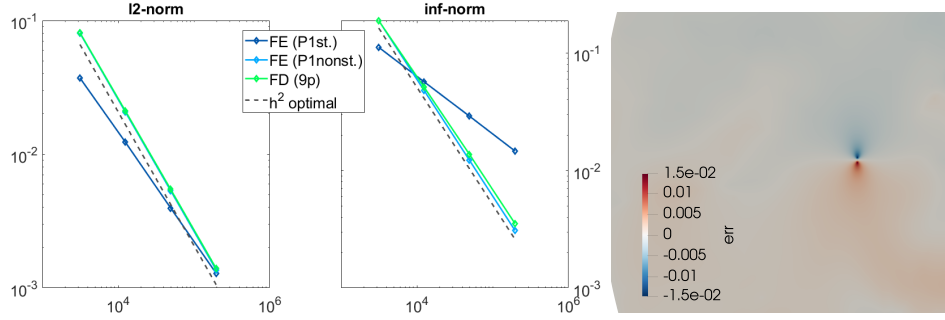 l2-norm
10^-1
10^-2
10^-3
10^4
10^6
inf-norm
10^-1
10^-2
10^-3
10^4
10^6
FE (P1st.)
FE (P1nonst.)
FD (9p)
h^2 optimal
1.5e-02
0.01
0.005
0
-0.005
-0.01
-1.5e-02
err